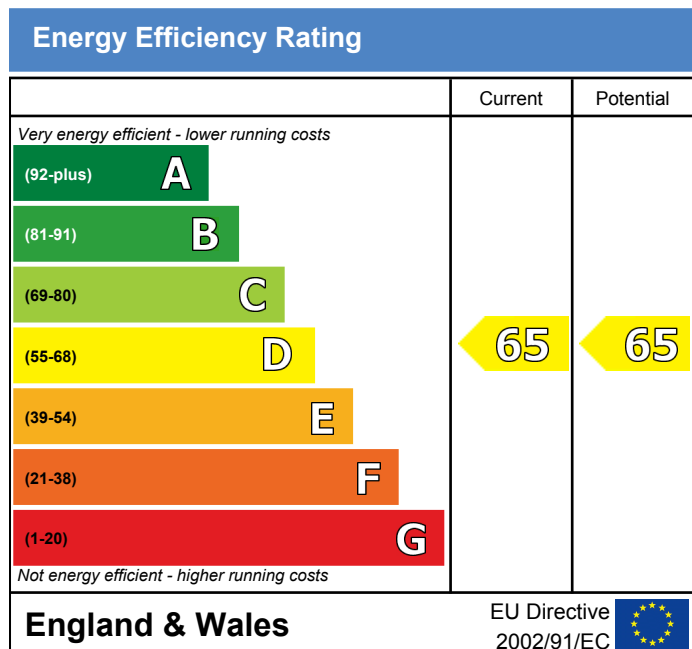 Energy Efficiency Rating
Current Potential
Very energy efficient - lower running costs
(92-plus) A
(81-91) B
(69-80) C
(55-68) D 65 65
(39-54) E
(21-38) F
(1-20) G
Not energy efficient - higher running costs
England & Wales
EU Directive
2002/91/EC